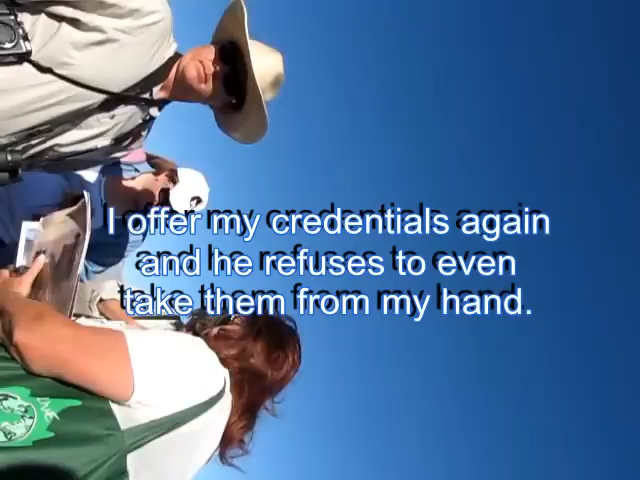 I offer my credentials again
and he refuses to even
take them from my hand.